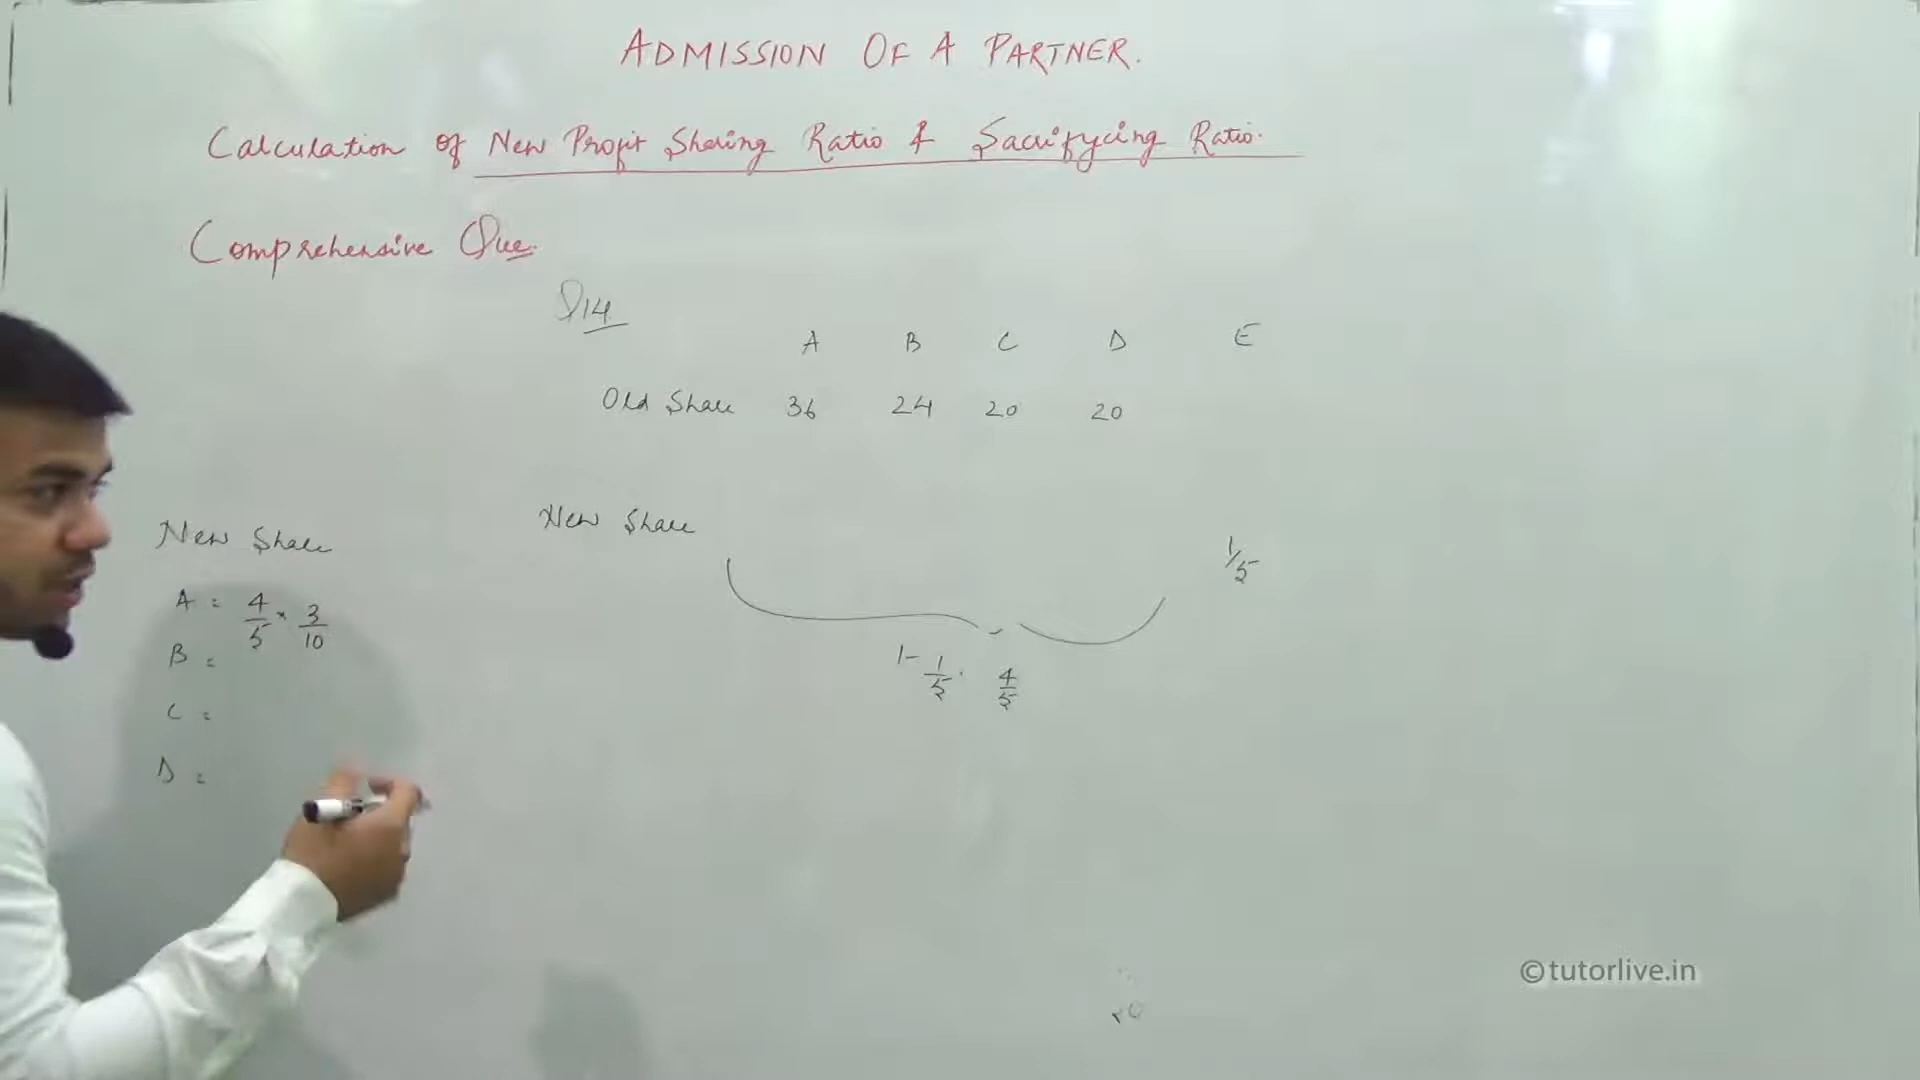 ADMISSION OF A PARTNER.
Calculation of New Profit Sharing Ratio & Sacrifycing Ratio.
Comprehensive Que.
Q14
A B C D E
Old Share 36 24 20 20
New Share 1/5
1 - 1/5 . 4/5
New Share
A = 4/5 × 3/10
B =
C =
D =
©tutorlive.in